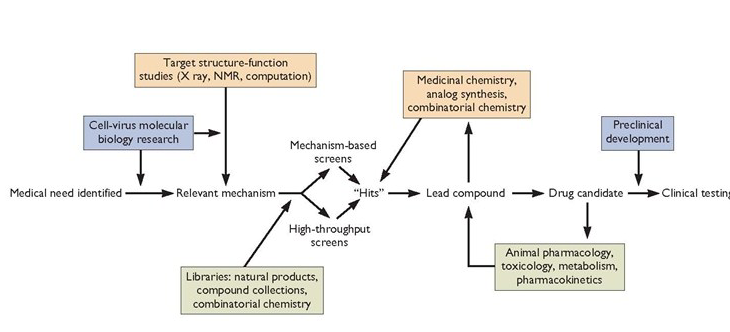 Target structure-function
studies (X ray, NMR, computation)
Medicinal chemistry,
analog synthesis,
combinatorial chemistry
Cell-virus molecular
biology research
Preclinical
development
Mechanism-based
screens
Medical need identified
Relevant mechanism
“Hits”
Lead compound
Drug candidate
Clinical testing
High-throughput
screens
Libraries: natural products,
compound collections,
combinatorial chemistry
Animal pharmacology,
toxicology, metabolism,
pharmacokinetics